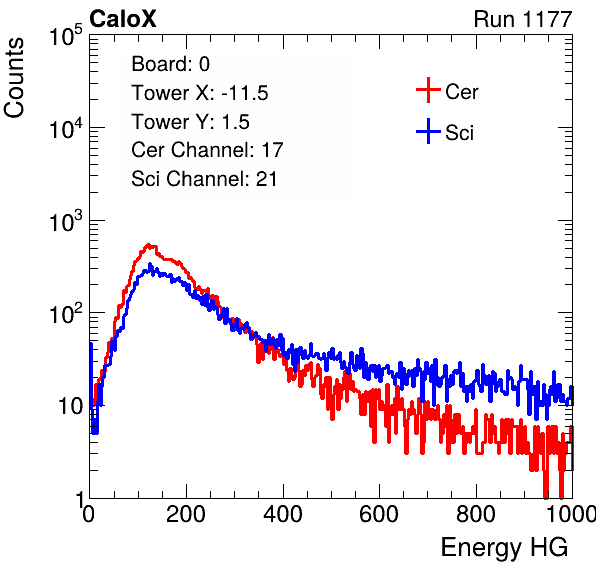 CaloX Run 1177
Counts
10^5
10^4
10^3
10^2
10
1
Board: 0
Tower X: -11.5
Tower Y: 1.5
Cer Channel: 17
Sci Channel: 21
Cer
Sci
0 200 400 600 800 1000
Energy HG